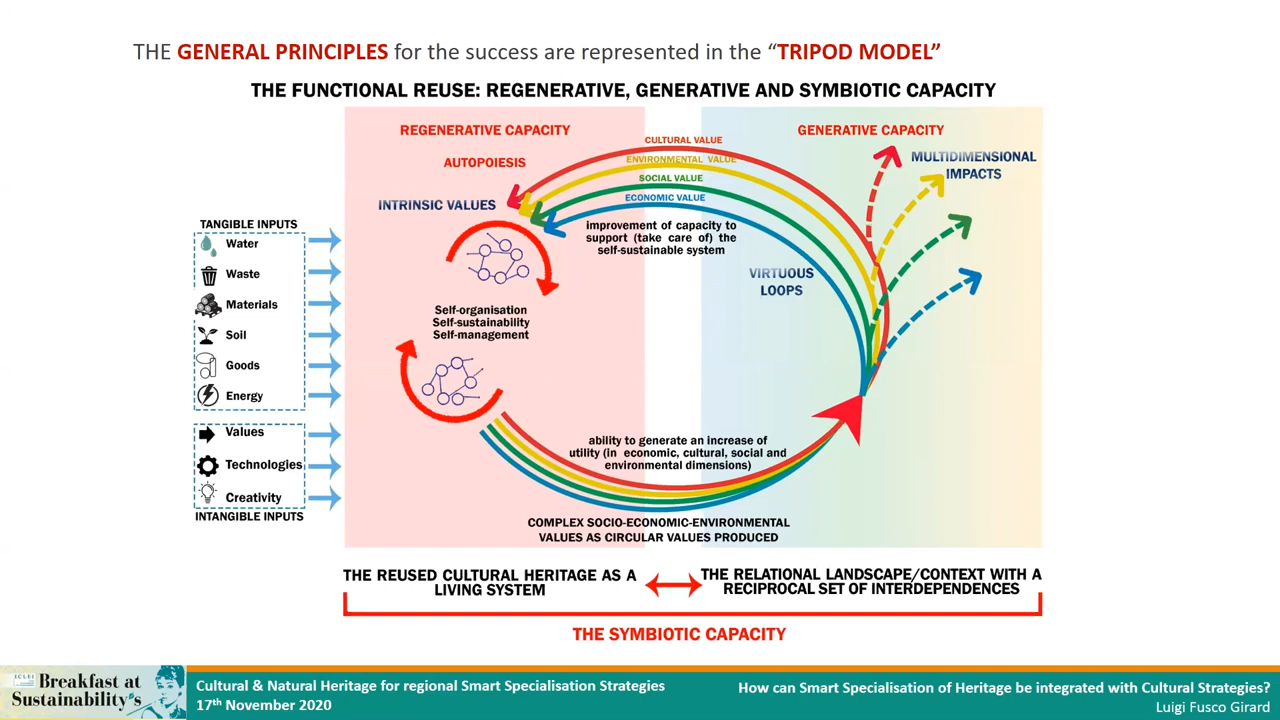 THE GENERAL PRINCIPLES for the success are represented in the “TRIPOD MODEL”
THE FUNCTIONAL REUSE: REGENERATIVE, GENERATIVE AND SYMBIOTIC CAPACITY
REGENERATIVE CAPACITY
AUTOPOIESIS
INTRINSIC VALUES
CULTURAL VALUE
ENVIRONMENTAL VALUE
SOCIAL VALUE
ECONOMIC VALUE
improvement of capacity to
support (take care of) the
self-sustainable system
GENERATIVE CAPACITY
MULTIDIMENSIONAL
IMPACTS
VIRTUOUS
LOOPS
TANGIBLE INPUTS
Water
Waste
Materials
Soil
Goods
Energy
Values
Technologies
Creativity
INTANGIBLE INPUTS
Self-organisation
Self-sustainability
Self-management
ability to generate an increase of
utility (in economic, cultural, social and
environmental dimensions)
COMPLEX SOCIO-ECONOMIC-ENVIRONMENTAL
VALUES AS CIRCULAR VALUES PRODUCED
THE REUSED CULTURAL HERITAGE AS A
LIVING SYSTEM
THE RELATIONAL LANDSCAPE/CONTEXT WITH A
RECIPROCAL SET OF INTERDEPENDENCES
THE SYMBIOTIC CAPACITY
ICLEI
Breakfast at
Sustainability's
Cultural & Natural Heritage for regional Smart Specialisation Strategies
17th November 2020
How can Smart Specialisation of Heritage be integrated with Cultural Strategies?
Luigi Fusco Girard